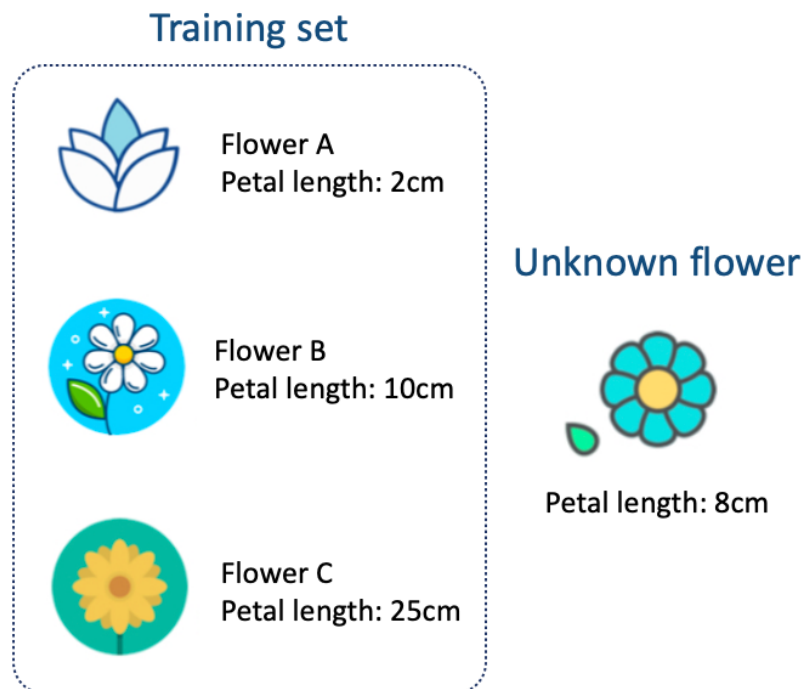 Training set
Flower A
Petal length: 2cm
Flower B
Petal length: 10cm
Flower C
Petal length: 25cm
Unknown flower
Petal length: 8cm